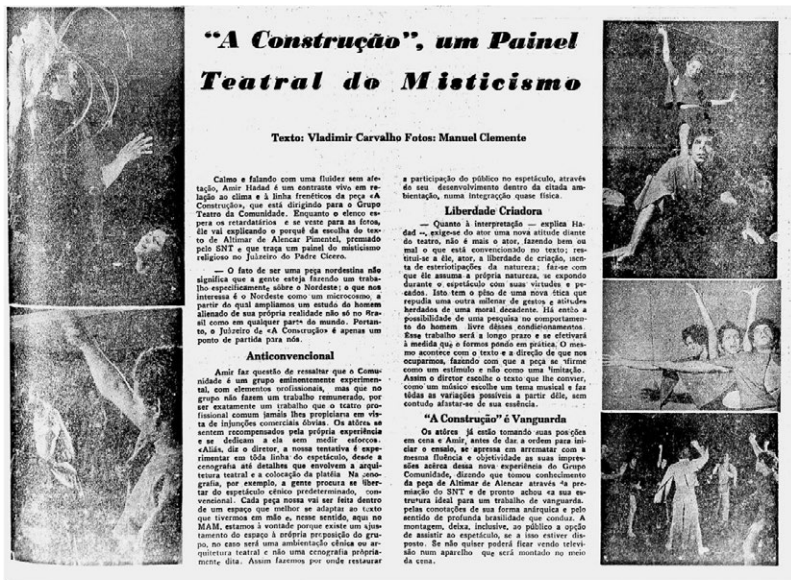 “A Construção”, um Painel
Teatral do Misticismo
Texto: Vladimir Carvalho Fotos: Manuel Clemente
Calmo e falando com uma fluidez sem afe-
tação, Amir Hadad é um contraste vivo em re-
lação ao clima e à linha frenéticos da peça «A
Construção», que está dirigindo para o Grupo
Teatro da Comunidade. Enquanto o elenco es-
pera os retardatários e se veste para as fotos,
êle vai explicando o porquê da escolha do tex-
to de Altimar de Alencar Pimentel, premiado
pelo SNT e que traça um painel do misticismo
religioso no Juàzeiro do Padre Cícero.
— O fato de ser uma peça nordestina não
significa que a gente esteja fazendo um traba-
lho especificamente sôbre o Nordeste; o que nos
interessa é o Nordeste como um microcosmo, a
partir do qual ampliamos um estudo do homem
alienado de sua própria realidade não só no Bra-
sil como em qualquer parte do mundo. Portan-
to, o Juàzeiro de «A Construção» é apenas um
ponto de partida para nós.
Anticonvencional
Amir faz questão de ressaltar que o Comu-
nidade é um grupo eminentemente experimen-
tal, com elementos profissionais, mas que no
grupo não fazem um trabalho remunerado, por
ser exatamente um trabalho que o teatro pro-
fissional comum jamais lhes propiciaria em vis-
ta de injunções comerciais óbvias. Os atôres se
sentem recompensados pela própria experiência
e se dedicam a ela sem medir esforços.
«Aliás, diz o diretor, a nossa tentativa é expe-
rimentar em tôda linha do espetáculo, desde a
cenografia até detalhes que envolvem a arqui-
tetura teatral e a colocação da platéia Na ceno-
grafia, por exemplo, a gente procura se liber-
tar do espetáculo cênico predeterminado, con-
vencional. Cada peça nossa vai ser feita dentro
de um espaço que melhor se adaptar ao texto
que tivermos em mão e, nesse sentido, aqui no
MAM, estamos à vontade porque existe um ajus-
tamento do espaço à própria preposição do gru-
po, no caso será uma ambientação cênica ou ar-
quitetura teatral e não uma cenografia própria-
mente dita. Assim fazemos por onde restaurar
a participação do público no espetáculo, através
do seu desenvolvimento dentro da citada am-
bientação, numa integração quase física.
Liberdade Criadora
— Quanto à interpretação — explica Ha-
dad —, exige-se do ator uma nova atitude diante
do teatro, não é mais o ator, fazendo bem ou
mal o que está convencionado no texto; res-
titui-se a êle, ator, a liberdade de criação, isen-
ta de esteriotipações da natureza; faz-se com
que êle assuma a própria natureza, se expondo
durante o espetáculo com suas virtudes e pe-
cados. Isto tem o pêso de uma nova ética que
repudia uma outra milenar de gestos e atitudes
herdados de uma moral decadente. Há então a
possibilidade de uma pesquisa no comportamen-
to do homem livre dêsses condicionamentos.
Esse trabalho será a longo prazo e se efetivará
à medida que o formos pondo em prática. O mes-
mo acontece com o texto e a direção de que nos
ocuparmos, fazendo com que a peça se afirme
como um estímulo e não como uma imitação.
Assim o diretor escolhe o texto que lhe convier,
como um músico escolhe um tema musical e faz
tôdas as variações possíveis a partir dêle, sem
contudo afastar-se de sua essência.
“A Construção” é Vanguarda
Os atôres já estão tomando suas posições
em cena e Amir, antes de dar a ordem para ini-
ciar o ensaio, se apressa em arrematar com a
mesma fluência e objetividade as suas impres-
sões acêrca dessa nova experiência do Grupo
Comunidade, dizendo que tomou conhecimento
da peça de Altimar de Alencar através da pre-
miação do SNT e de pronto achou «a sua es-
trutura ideal para um trabalho de vanguarda,
pelas conotações de sua forma anárquica e pelo
sentido de profunda brasilidade que conduz. A
montagem, deixa, inclusive, ao público a opção
de assistir ao espetáculo, se a isso estiver dis-
posto. Se não quiser poderá ficar vendo televi-
são num aparelho que será montado no meio
da cena.